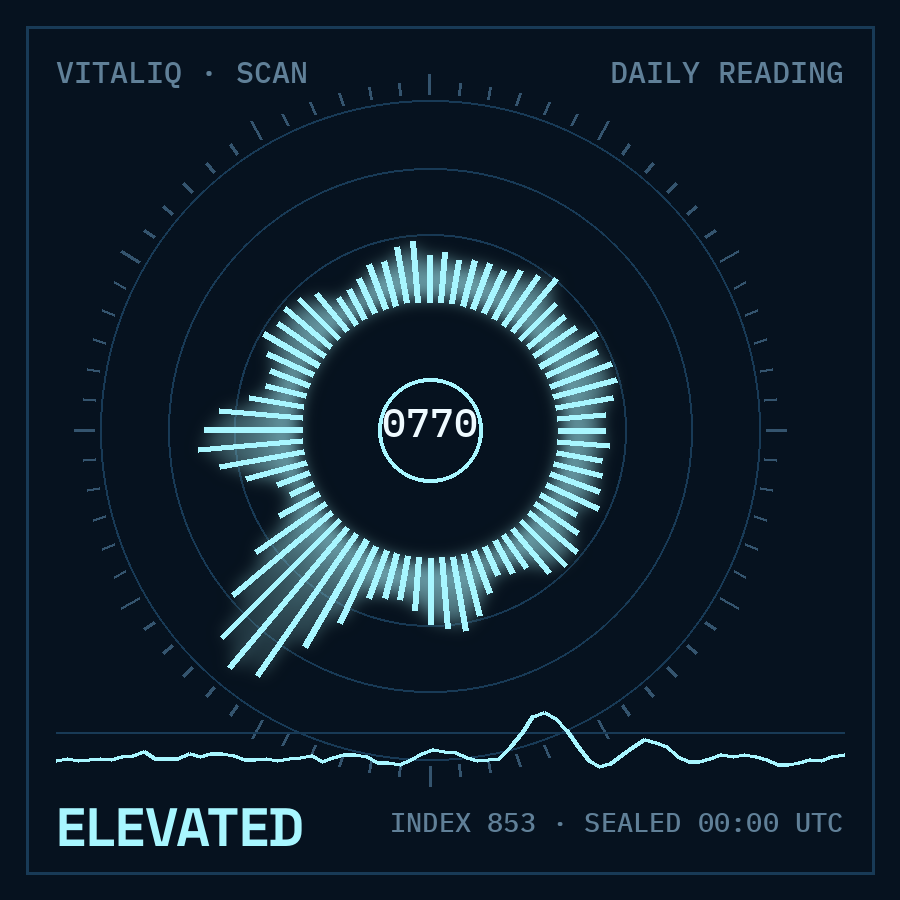 VITALIQ · SCAN
DAILY READING
0770
ELEVATED
INDEX 853 · SEALED 00:00 UTC